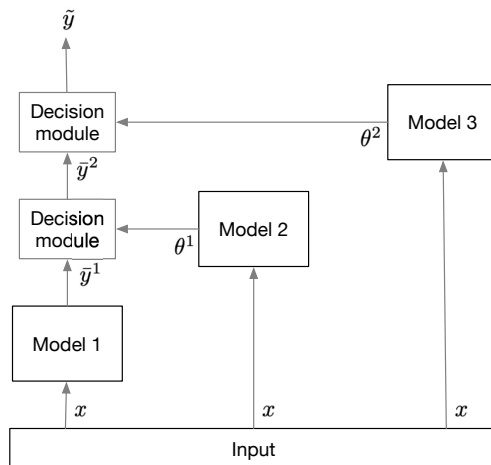 ỹ
Decision
module
Model 3
θ²
ȳ²
Decision
module
Model 2
θ¹
ȳ¹
Model 1
x
x
x
Input